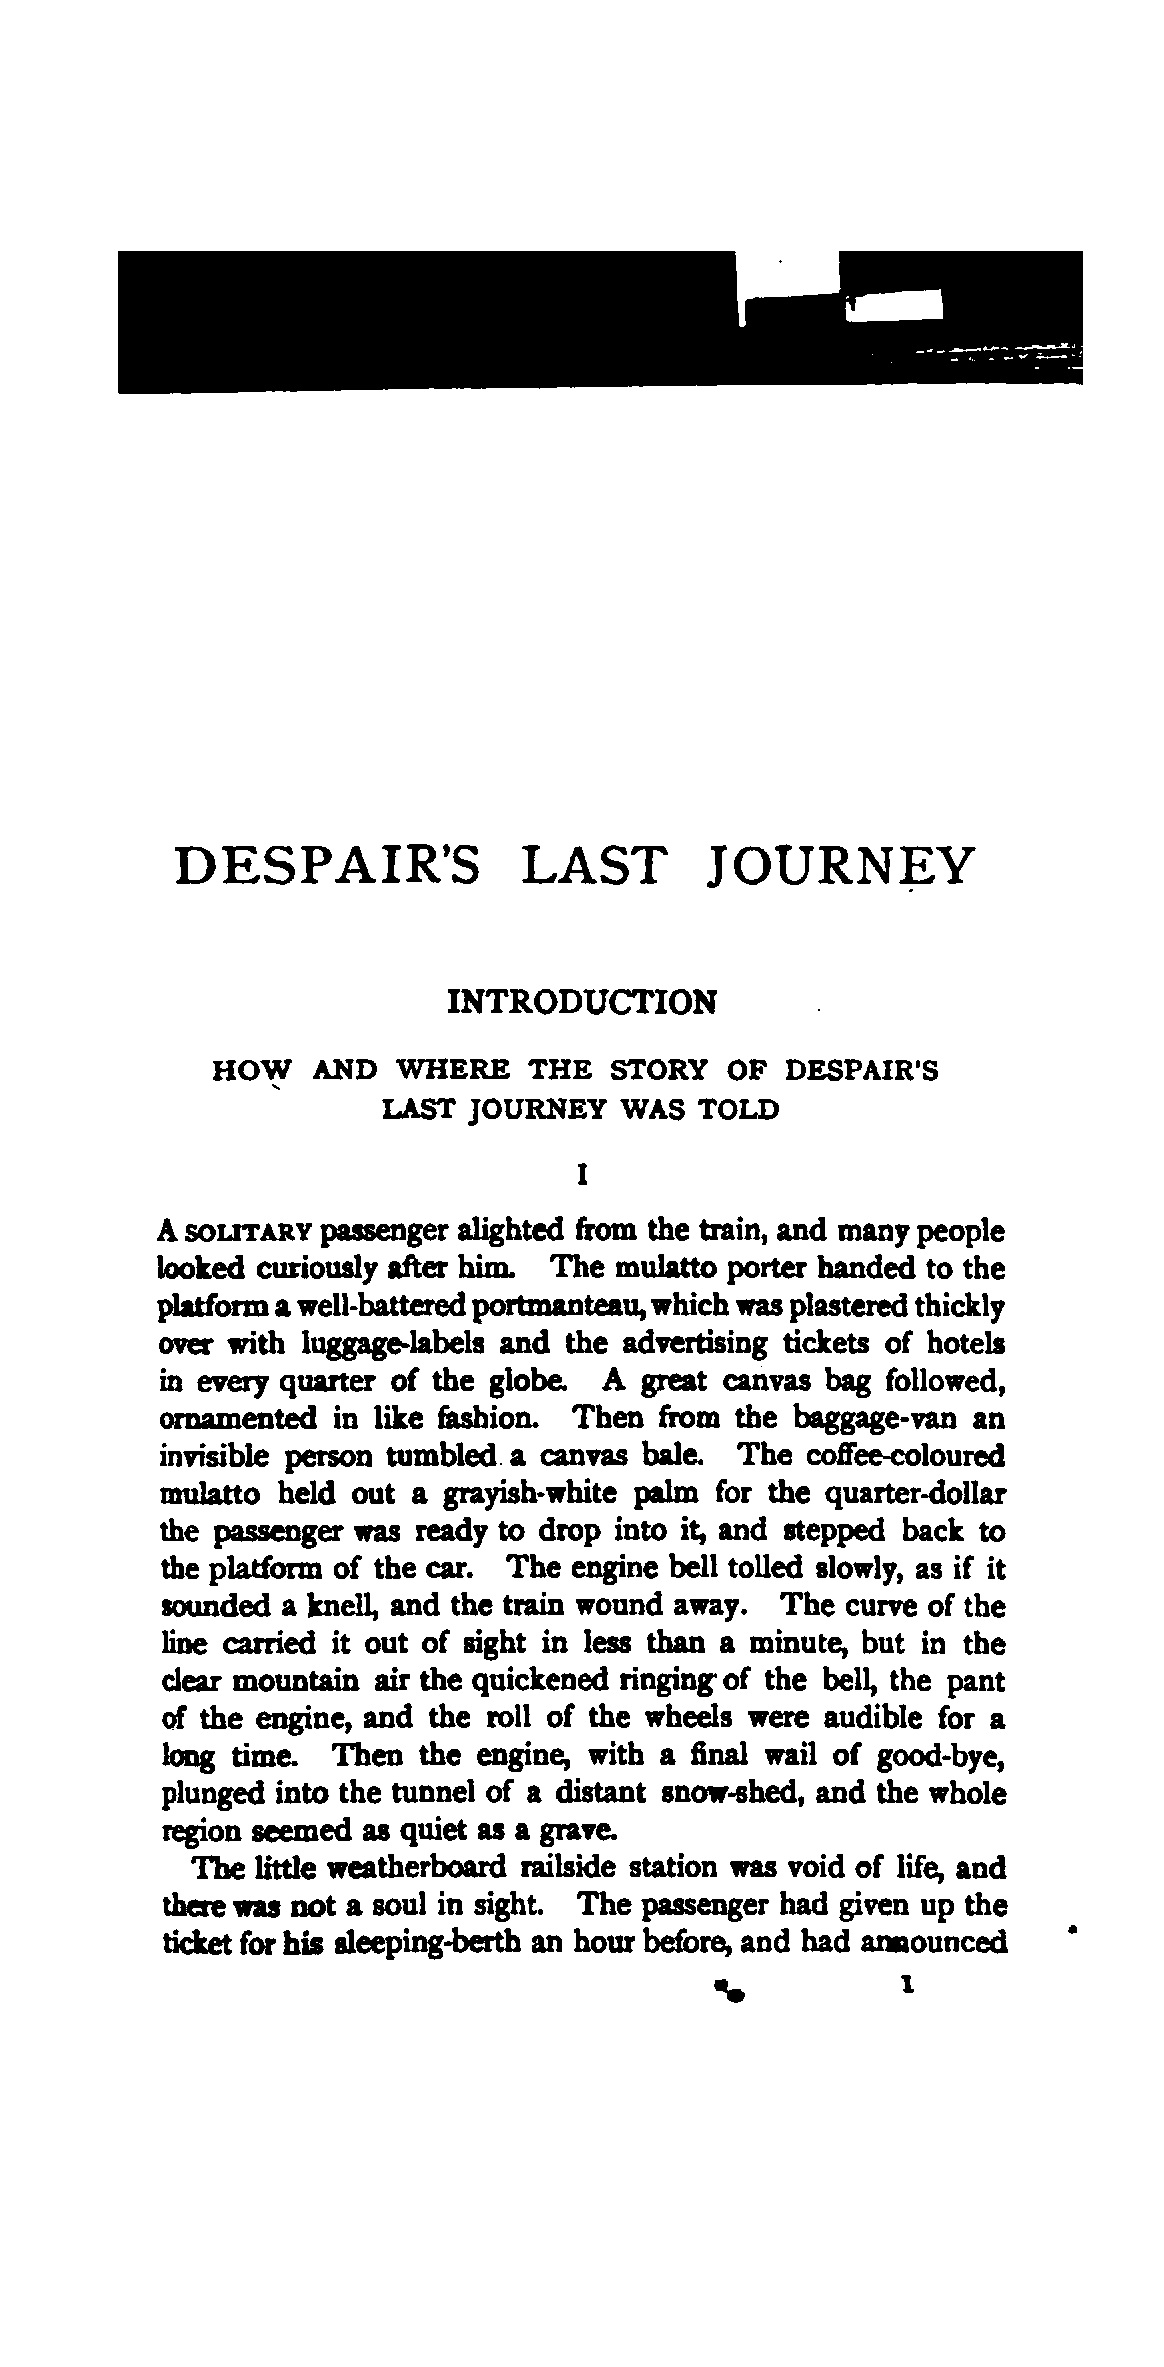 DESPAIR'S LAST JOURNEY
INTRODUCTION
HOW AND WHERE THE STORY OF DESPAIR'S
LAST JOURNEY WAS TOLD
I
A SOLITARY passenger alighted from the train, and many people
looked curiously after him. The mulatto porter handed to the
platform a well-battered portmanteau, which was plastered thickly
over with luggage-labels and the advertising tickets of hotels
in every quarter of the globe. A great canvas bag followed,
ornamented in like fashion. Then from the baggage-van an
invisible person tumbled a canvas bale. The coffee-coloured
mulatto held out a grayish-white palm for the quarter-dollar
the passenger was ready to drop into it, and stepped back to
the platform of the car. The engine bell tolled slowly, as if it
sounded a knell, and the train wound away. The curve of the
line carried it out of sight in less than a minute, but in the
clear mountain air the quickened ringing of the bell, the pant
of the engine, and the roll of the wheels were audible for a
long time. Then the engine, with a final wail of good-bye,
plunged into the tunnel of a distant snow-shed, and the whole
region seemed as quiet as a grave.
The little weatherboard railside station was void of life, and
there was not a soul in sight. The passenger had given up the
ticket for his sleeping-berth an hour before, and had announced
1